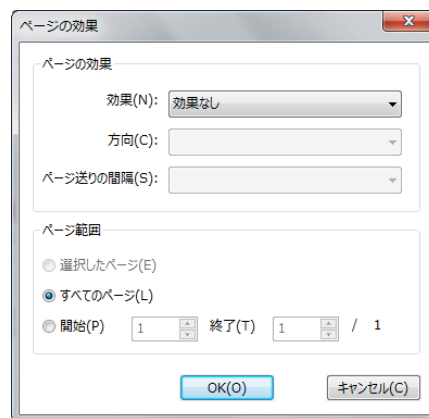 ページの効果
ページの効果
効果(N): 効果なし
方向(C):
ページ送りの間隔(S):
ページ範囲
選択したページ(E)
すべてのページ(L)
開始(P) 1 終了(T) 1 / 1
OK(O) キャンセル(C)